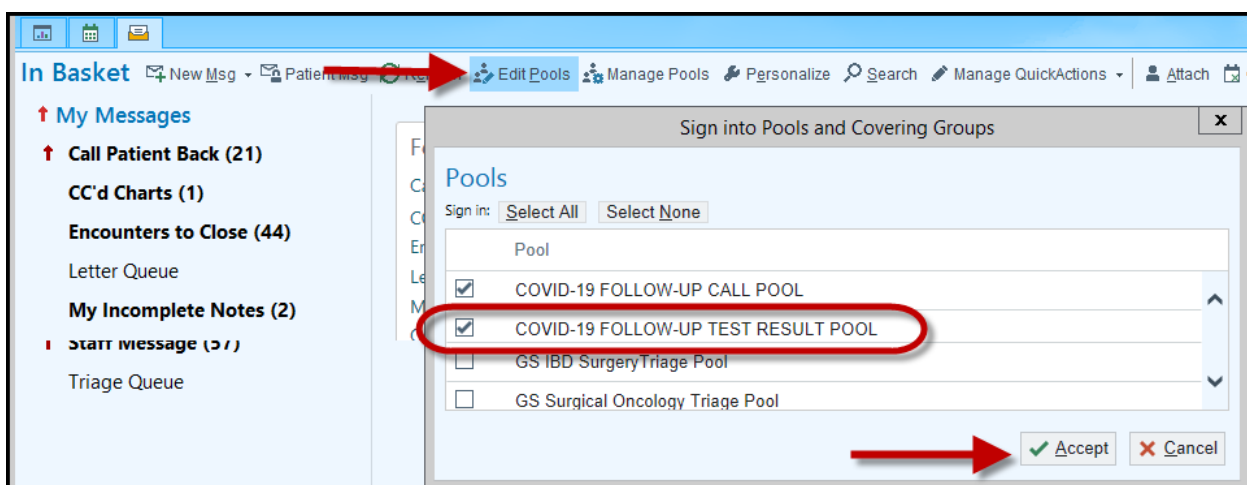 In Basket New Msg Patient Msg Edit Pools Manage Pools Personalize Search Manage QuickActions Attach
My Messages
Call Patient Back (21)
CC'd Charts (1)
Encounters to Close (44)
Letter Queue
My Incomplete Notes (2)
Staff Message (57)
Triage Queue
Sign into Pools and Covering Groups
x
Pools
Sign in: Select All Select None
Pool
COVID-19 FOLLOW-UP CALL POOL
COVID-19 FOLLOW-UP TEST RESULT POOL
GS IBD SurgeryTriage Pool
GS Surgical Oncology Triage Pool
Accept Cancel